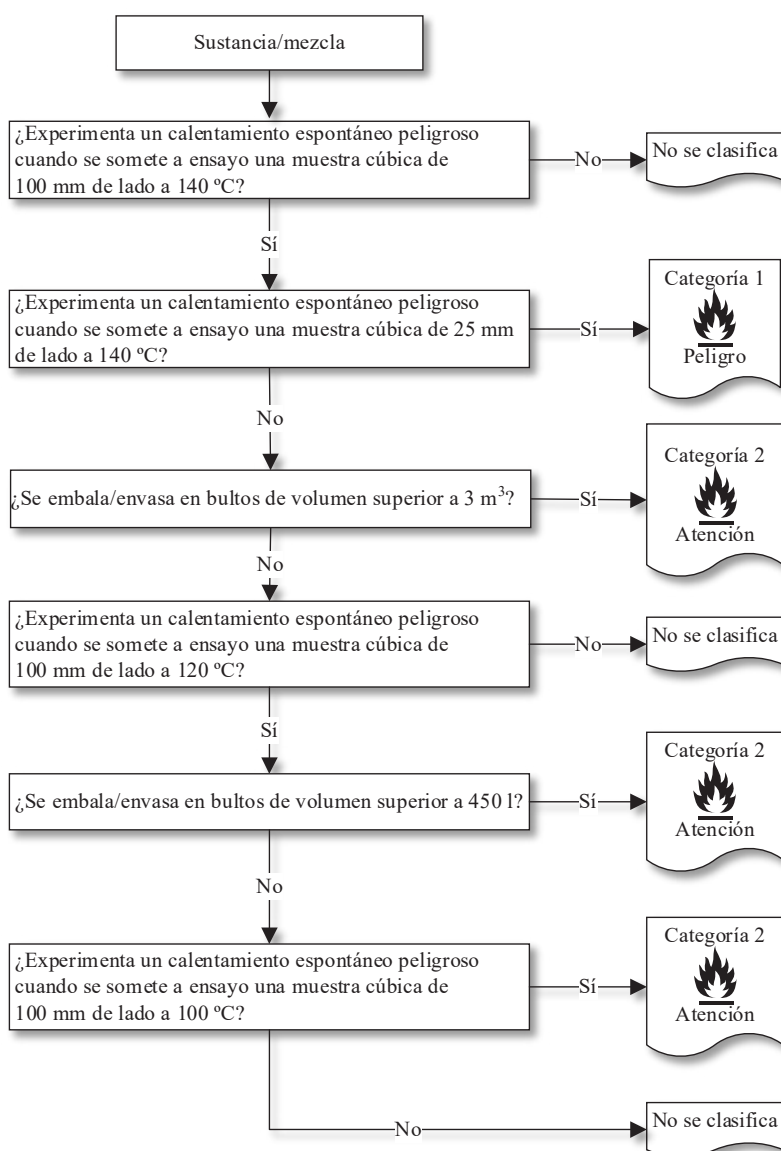 Sustancia/mezcla
¿Experimenta un calentamiento espontáneo peligroso
cuando se somete a ensayo una muestra cúbica de
100 mm de lado a 140 ºC?
No
No se clasifica
Sí
¿Experimenta un calentamiento espontáneo peligroso
cuando se somete a ensayo una muestra cúbica de 25 mm
de lado a 140 ºC?
Sí
Categoría 1
Peligro
No
¿Se embala/envasa en bultos de volumen superior a 3 m³?
Sí
Categoría 2
Atención
No
¿Experimenta un calentamiento espontáneo peligroso
cuando se somete a ensayo una muestra cúbica de
100 mm de lado a 120 ºC?
No
No se clasifica
Sí
¿Se embala/envasa en bultos de volumen superior a 450 l?
Sí
Categoría 2
Atención
No
¿Experimenta un calentamiento espontáneo peligroso
cuando se somete a ensayo una muestra cúbica de
100 mm de lado a 100 ºC?
Sí
Categoría 2
Atención
No
No se clasifica